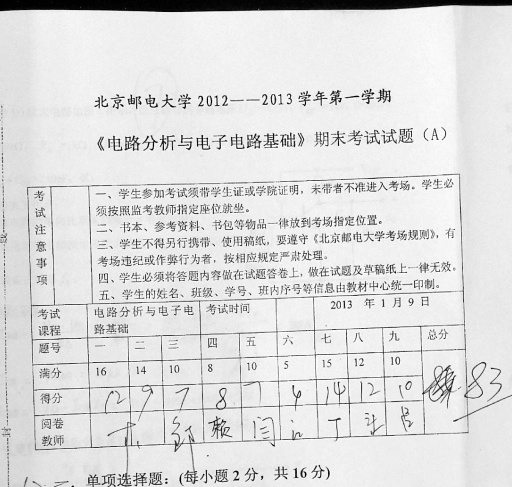 北京邮电大学 2012——2013 学年第一学期
《电路分析与电子电路基础》期末考试试题（A）
考试注意事项
一、学生参加考试须带学生证或学院证明，未带者不准进入考场。学生必
须按照监考教师指定座位就坐。
二、书本、参考资料、书包等物品一律放到考场指定位置。
三、学生不得另行携带、使用稿纸，要遵守《北京邮电大学考场规则》，有
考场违纪或作弊行为者，按相应规定严肃处理。
四、学生必须将答题内容做在试题答卷上，做在试题及草稿纸上一律无效。
五、学生的姓名、班级、学号、班内序号等信息由教材中心统一印制。
考试课程 电路分析与电子电路基础 考试时间 2013 年 1 月 9 日
题号 一 二 三 四 五 六 七 八 九 总分
满分 16 14 10 8 10 5 15 12 10
得分 12 9 7 8 7 4 14 12 10 83
阅卷教师
单项选择题：（每小题 2 分，共 16 分）